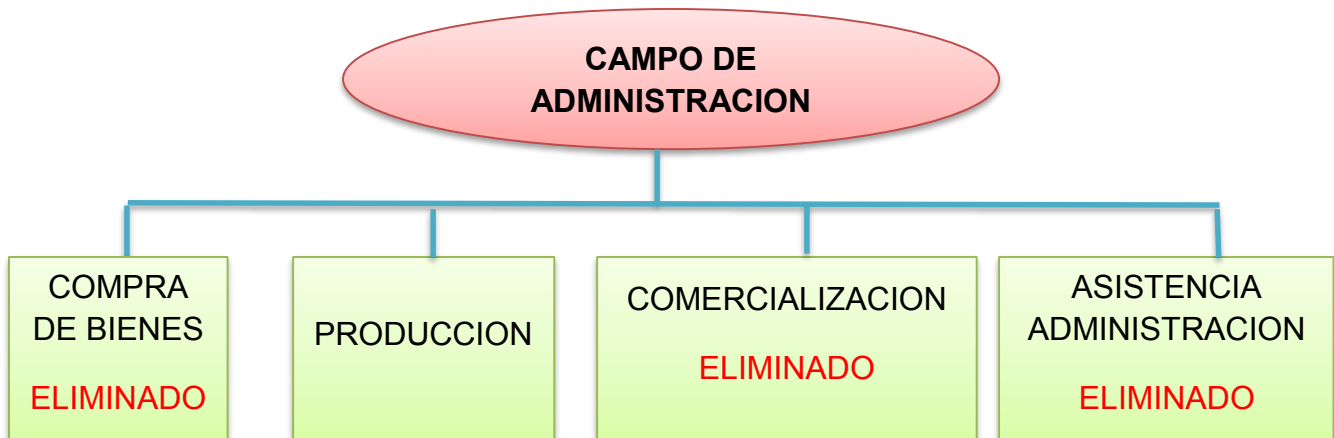 CAMPO DE
ADMINISTRACION
COMPRA
DE BIENES
ELIMINADO
PRODUCCION
COMERCIALIZACION
ELIMINADO
ASISTENCIA
ADMINISTRACION
ELIMINADO